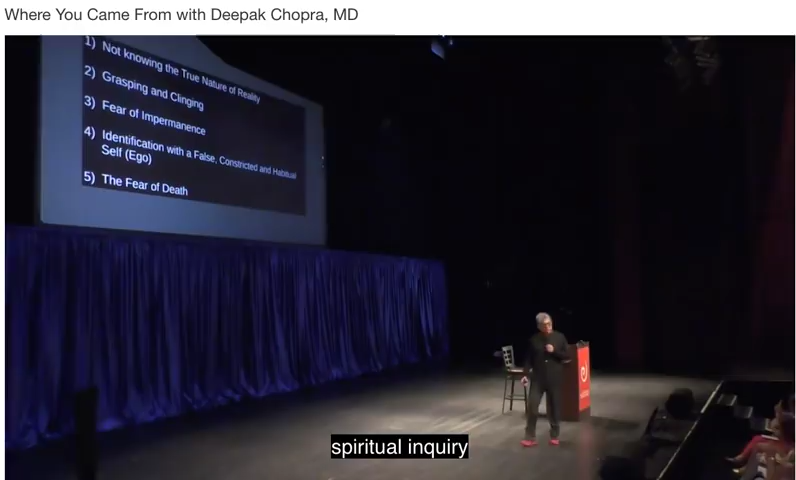 Where You Came From with Deepak Chopra, MD
1) Not knowing the True Nature of Reality
2) Grasping and Clinging
3) Fear of Impermanence
4) Identification with a False, Constricted and Habitual
Self (Ego)
5) The Fear of Death
spiritual inquiry